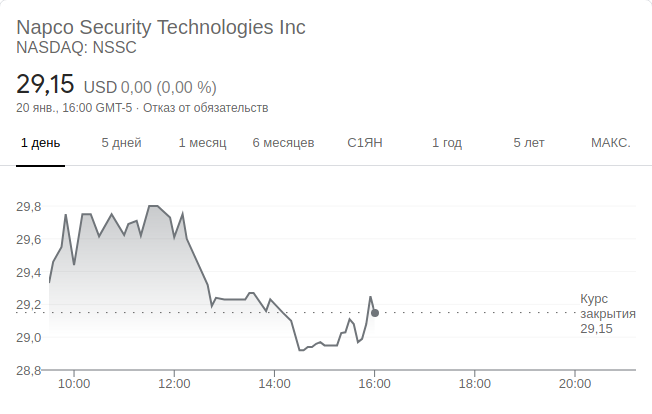 Napco Security Technologies Inc
NASDAQ: NSSC
29,15 USD 0,00 (0,00 %)
20 янв., 16:00 GMT-5 · Отказ от обязательств
1 день 5 дней 1 месяц 6 месяцев С1ЯН 1 год 5 лет МАКС.
29,8
29,6
29,4
29,2
29,0
28,8
Курс
закрытия
29,15
10:00 12:00 14:00 16:00 18:00 20:00